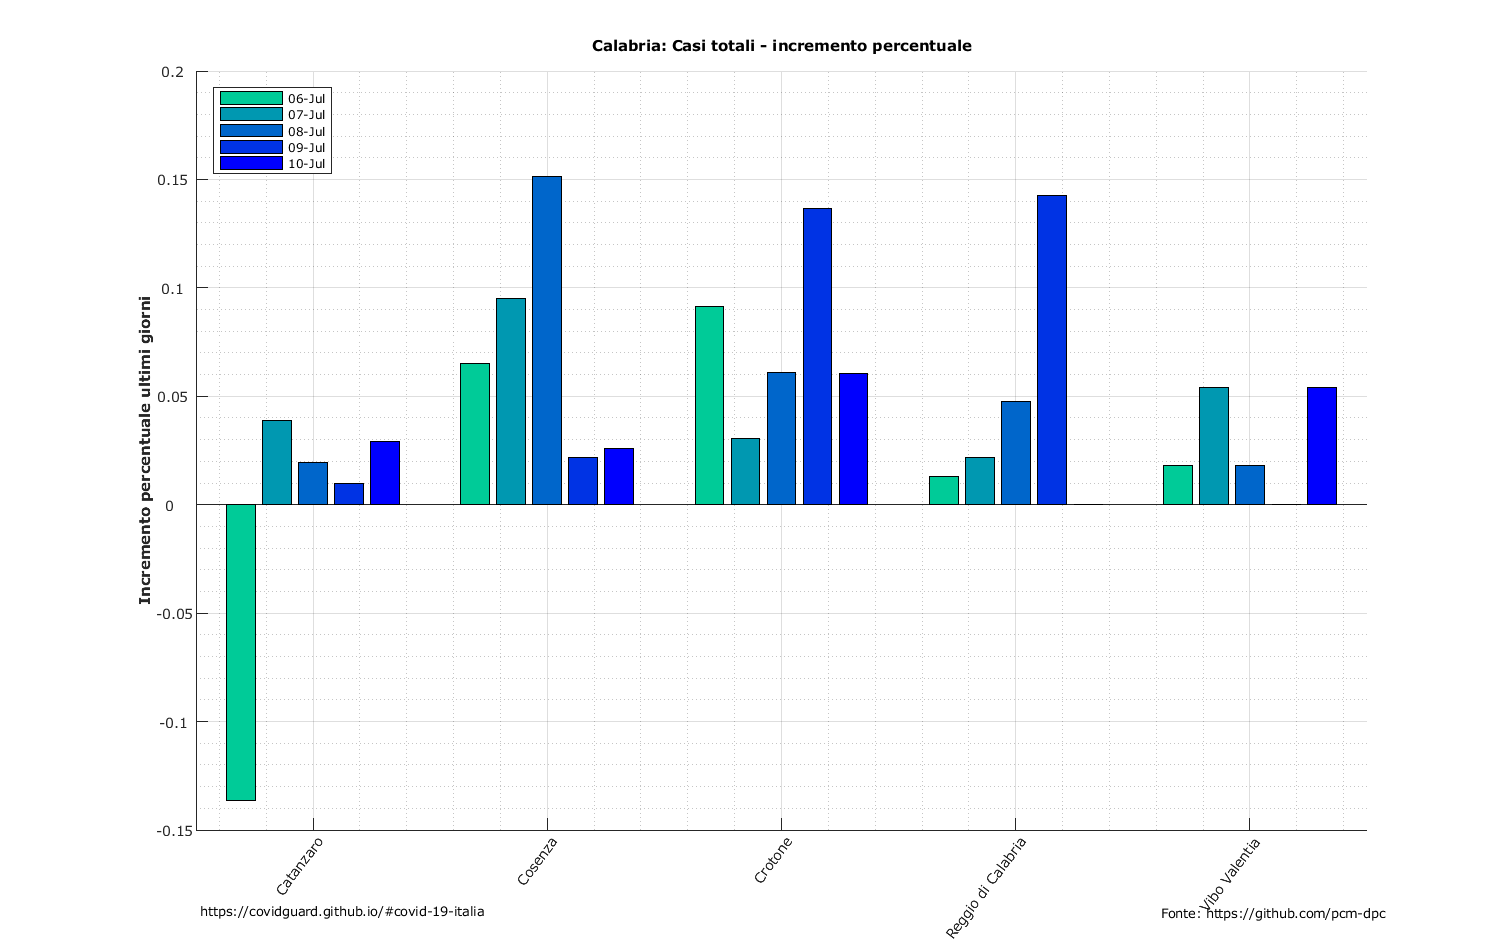 Calabria: Casi totali - incremento percentuale
0.2
0.15
0.1
0.05
0
-0.05
-0.1
-0.15
Incremento percentuale ultimi giorni
06-Jul
07-Jul
08-Jul
09-Jul
10-Jul
Catanzaro
Cosenza
Crotone
Reggio di Calabria
Vibo Valentia
https://covidguard.github.io/#covid-19-italia
Fonte: https://github.com/pcm-dpc